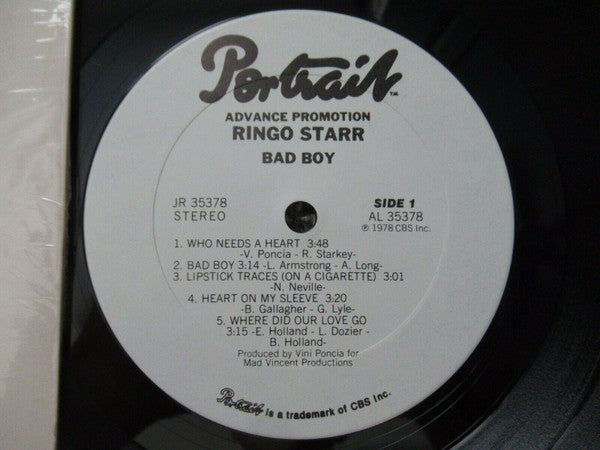 Portrait™
ADVANCE PROMOTION
RINGO STARR
BAD BOY
JR 35378
STEREO
SIDE 1
AL 35378
℗ 1978 CBS Inc.
1. WHO NEEDS A HEART 3:48
-V. Poncia - R. Starkey-
2. BAD BOY 3:14 -L. Armstrong - A. Long-
3. LIPSTICK TRACES (ON A CIGARETTE) 3:01
-N. Neville-
4. HEART ON MY SLEEVE 3:20
-B. Gallagher - G. Lyle-
5. WHERE DID OUR LOVE GO
3:15 -E. Holland - L. Dozier -
B. Holland-
Produced by Vini Poncia for
Mad Vincent Productions
Portrait is a trademark of CBS Inc.